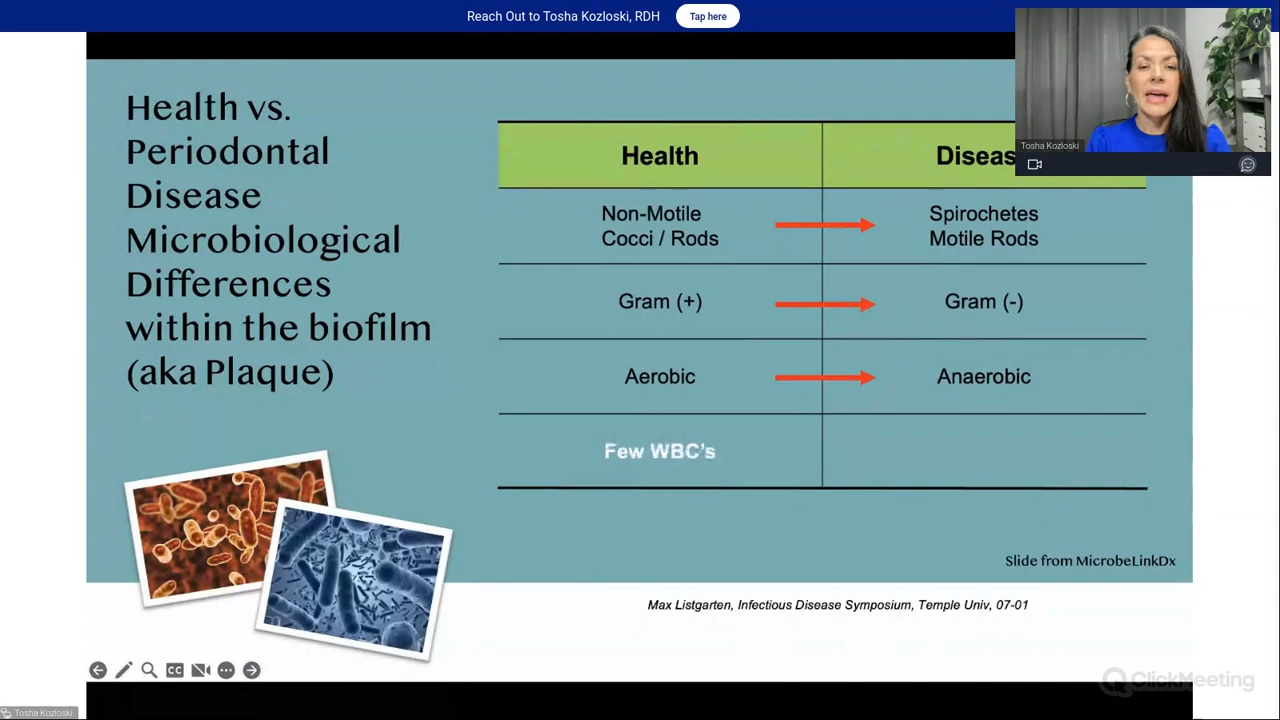 Reach Out to Tosha Kozloski, RDH
Tap here
Tosha Kozloski
Health vs.
Periodontal
Disease
Microbiological
Differences
within the biofilm
(aka Plaque)
Health
Diseas
Non-Motile
Cocci / Rods
Spirochetes
Motile Rods
Gram (+)
Gram (-)
Aerobic
Anaerobic
Few WBC's
Slide from MicrobeLinkDx
Max Listgarten, Infectious Disease Symposium, Temple Univ, 07-01
CC
ClickMeeting
Tosha Kozloski